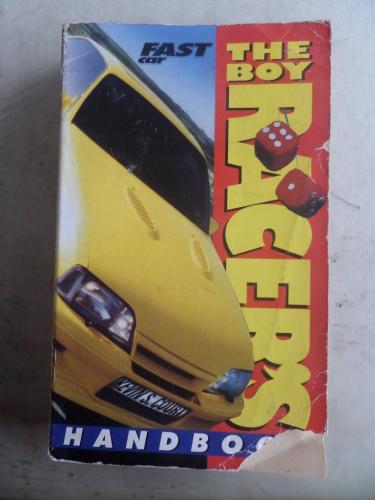 FAST
car
THE
BOY
RACERS
HANDBOO